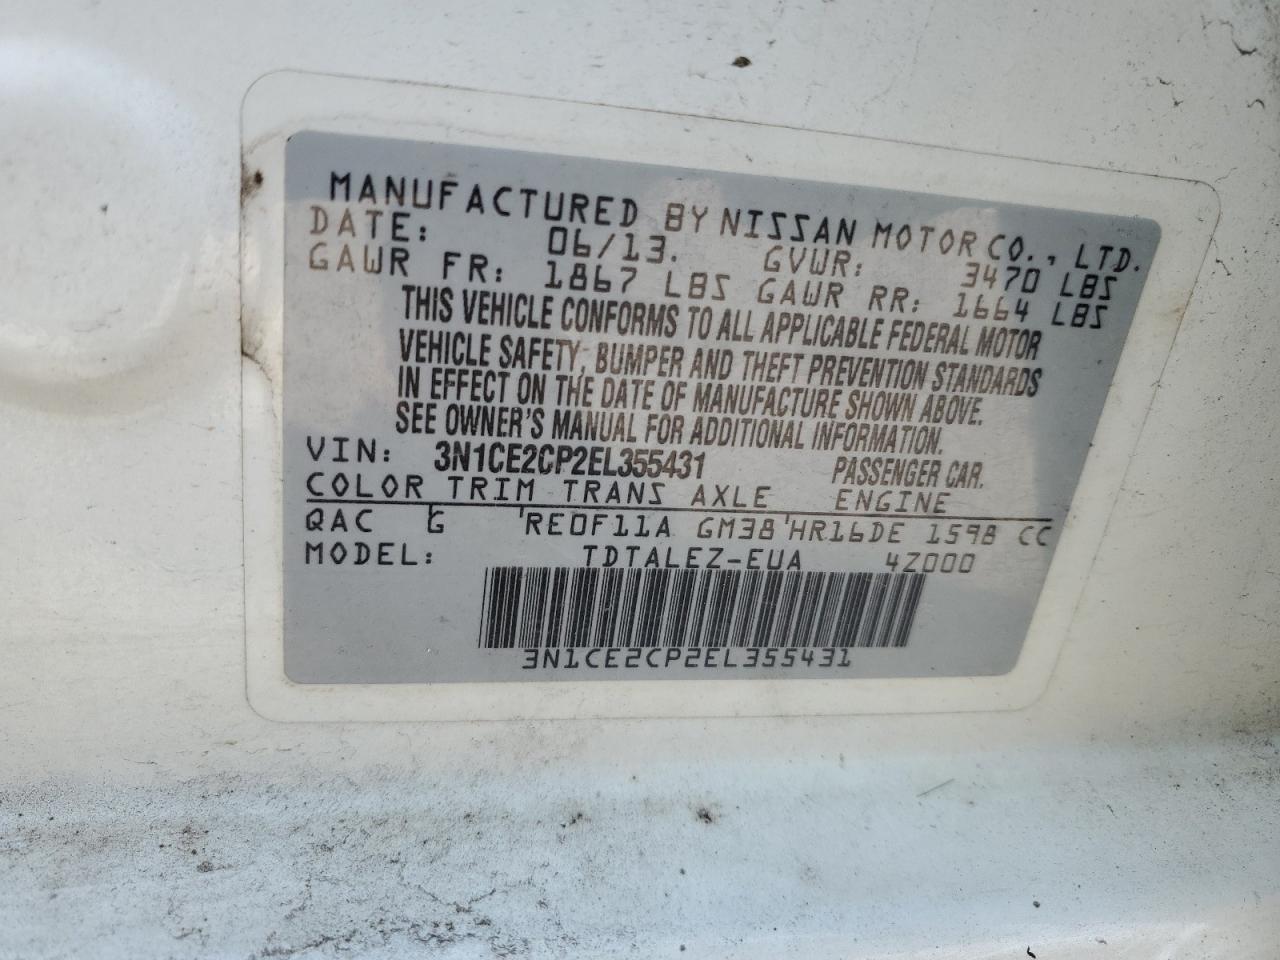 MANUFACTURED BY NISSAN MOTOR CO., LTD.
DATE: 06/13. GVWR: 3470 LBS
GAWR FR: 1867 LBS GAWR RR: 1664 LBS
THIS VEHICLE CONFORMS TO ALL APPLICABLE FEDERAL MOTOR
VEHICLE SAFETY, BUMPER AND THEFT PREVENTION STANDARDS
IN EFFECT ON THE DATE OF MANUFACTURE SHOWN ABOVE.
SEE OWNER'S MANUAL FOR ADDITIONAL INFORMATION.
VIN: 3N1CE2CP2EL355431 PASSENGER CAR.
COLOR TRIM TRANS AXLE ENGINE
QAC G RE0F11A GM38 HR16DE 1598 CC
MODEL: TDTALEZ-EUA 4Z000
3N1CE2CP2EL355431